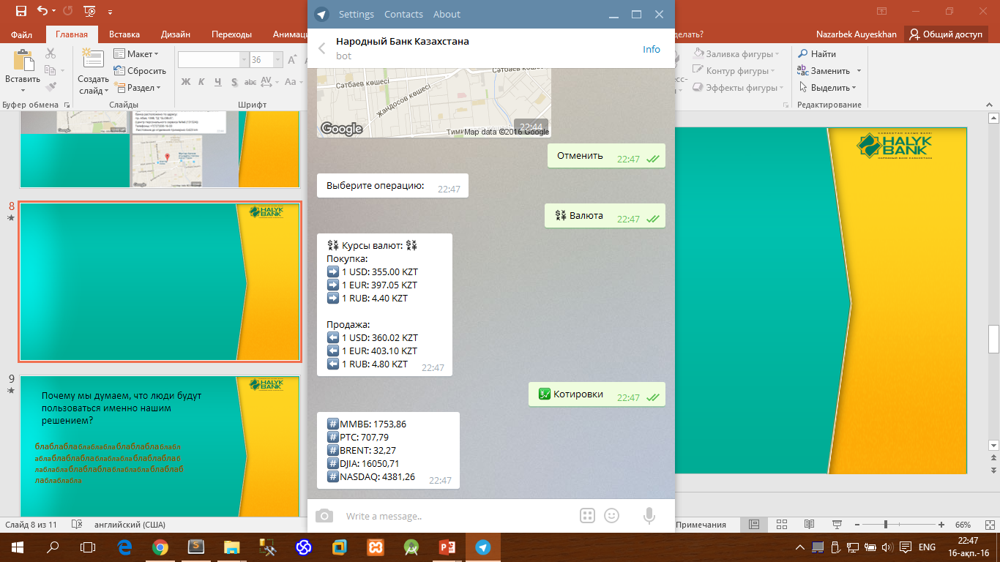 Файл
Главная
Вставка
Дизайн
Переходы
Анимац
делать?
Nazarbek Auyeskhan
Общий доступ
Вставить
Буфер обмена
Создать
слайд
Макет
Сбросить
Раздел
Слайды
36
Ж К Ч S abc AV Aa
Шрифт
Заливка фигуры
Контур фигуры
Эффекты фигуры
Найти
Заменить
Выделить
Редактирование
8
HALYK
BANK
9
HALYK
BANK
Почему мы думаем, что люди будут
пользоваться именно нашим
решением?
блаблаблаблаблаблаблаблаблаблабл
аблаблаблаблаблаблаблаблаблаблаб
лаблаблаблаблаблаблаблаблаблаблаб
лаблаблабла
Settings
Contacts
About
Народный Банк Казахстана
bot
Info
Сәтбаев көшесі
Сәтбаев көшесі
Жандосов көшесі
Google
Map data ©2016 Google
22:44
Отменить 22:47
Выберите операцию: 22:47
Валюта 22:47
Курсы валют:
Покупка:
1 USD: 355.00 KZT
1 EUR: 397.05 KZT
1 RUB: 4.40 KZT
Продажа:
1 USD: 360.02 KZT
1 EUR: 403.10 KZT
1 RUB: 4.80 KZT 22:47
Котировки 22:47
#ММВБ: 1753,86
#РТС: 707,79
#BRENT: 32,27
#DJIA: 16050,71
#NASDAQ: 4381,26 22:47
Write a message..
HALYK
BANK
НАРОДНЫЙ БАНК КАЗАХСТАНА
Слайд 8 из 11
английский (США)
Примечания
66%
ENG
22:47
16-ақп.-16